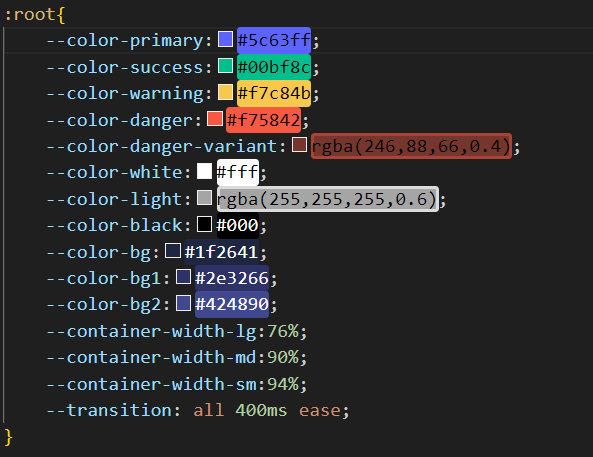 :root{
--color-primary:#5c63ff;
--color-success:#00bf8c;
--color-warning:#f7c84b;
--color-danger:#f75842;
--color-danger-variant:rgba(246,88,66,0.4);
--color-white:#fff;
--color-light:rgba(255,255,255,0.6);
--color-black:#000;
--color-bg:#1f2641;
--color-bg1:#2e3266;
--color-bg2:#424890;
--container-width-lg:76%;
--container-width-md:90%;
--container-width-sm:94%;
--transition: all 400ms ease;
}